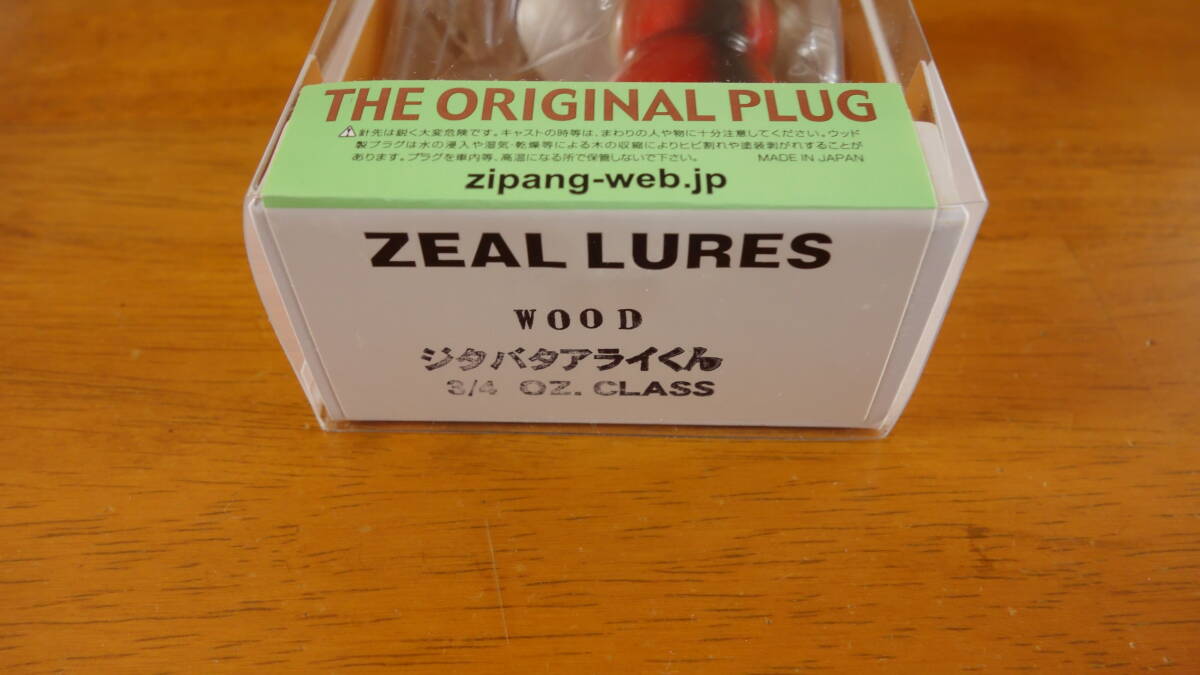 THE ORIGINAL PLUG
⚠針先は鋭く大変危険です。キャストの時等は、まわりの人や物に十分注意してください。ウッド
製プラグは水の浸入や湿気・乾燥等による木の収縮によりヒビ割れや塗装剥がれすることが
あります。プラグを車内等、高温になる所で保管しないで下さい。 MADE IN JAPAN
zipang-web.jp
ZEAL LURES
WOOD
ジタバタアライくん
3/4 OZ. CLASS